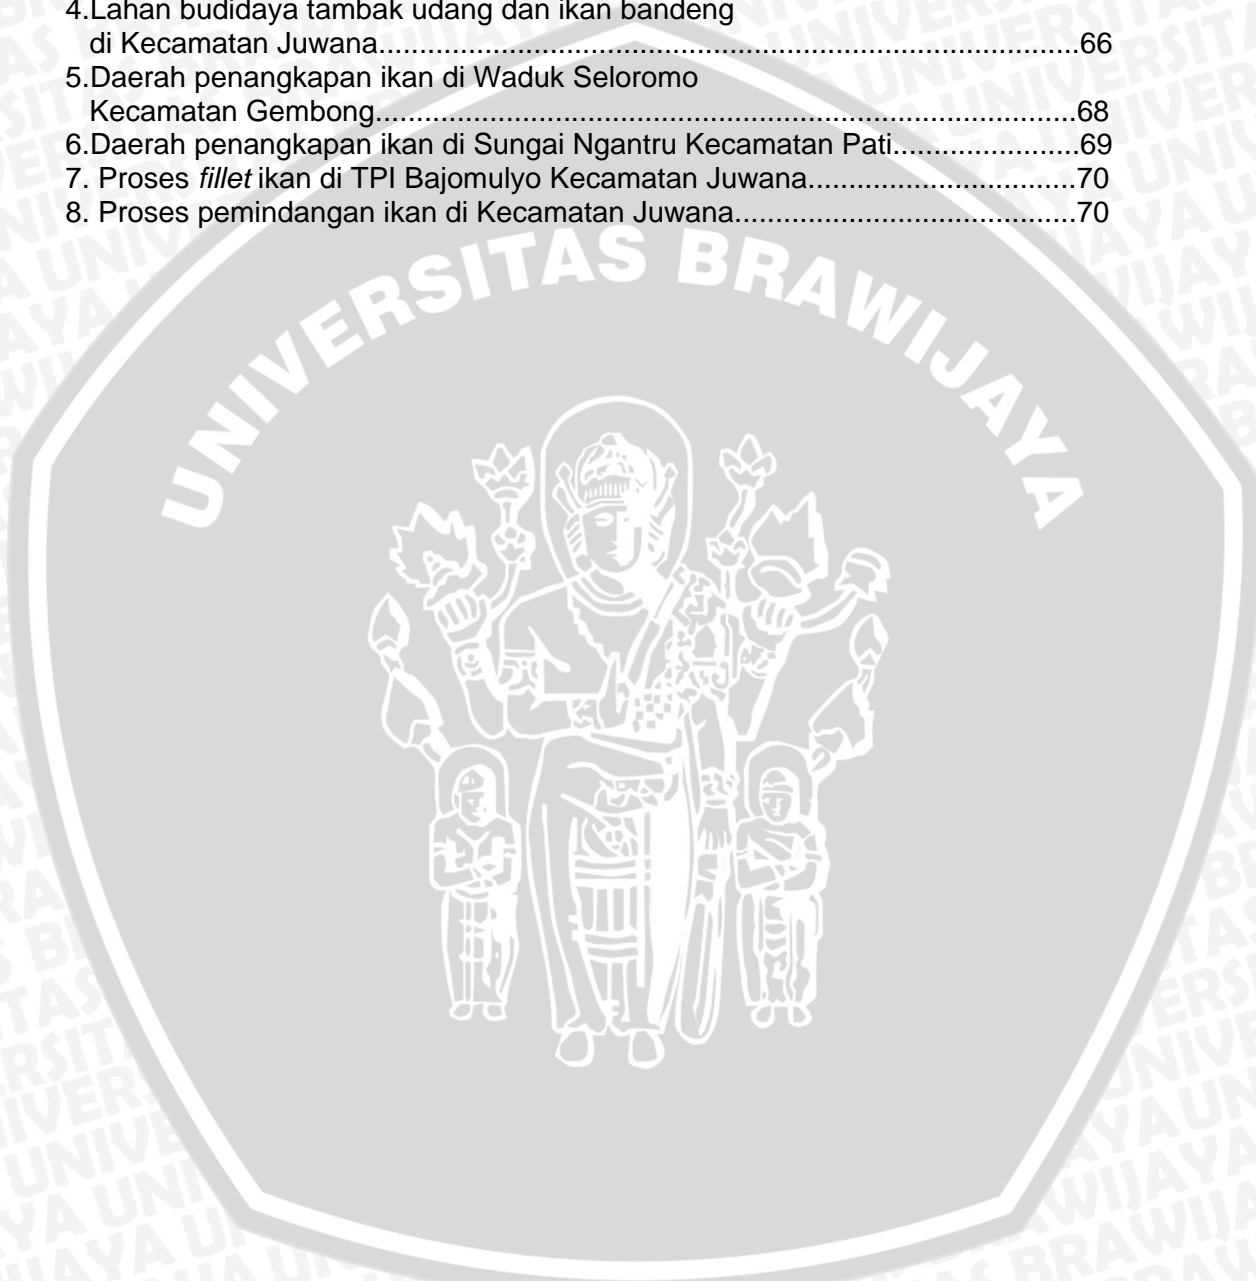 4.Lahan budidaya tambak udang dan ikan bandeng
di Kecamatan Juwana.....................................................................................66
5.Daerah penangkapan ikan di Waduk Seloromo
Kecamatan Gembong.........................................................................................68
6.Daerah penangkapan ikan di Sungai Ngantru Kecamatan Pati.......................69
7. Proses fillet ikan di TPI Bajomulyo Kecamatan Juwana.................................70
8. Proses pemindangan ikan di Kecamatan Juwana..........................................70
UNIVERSITAS BRAWIJAYA